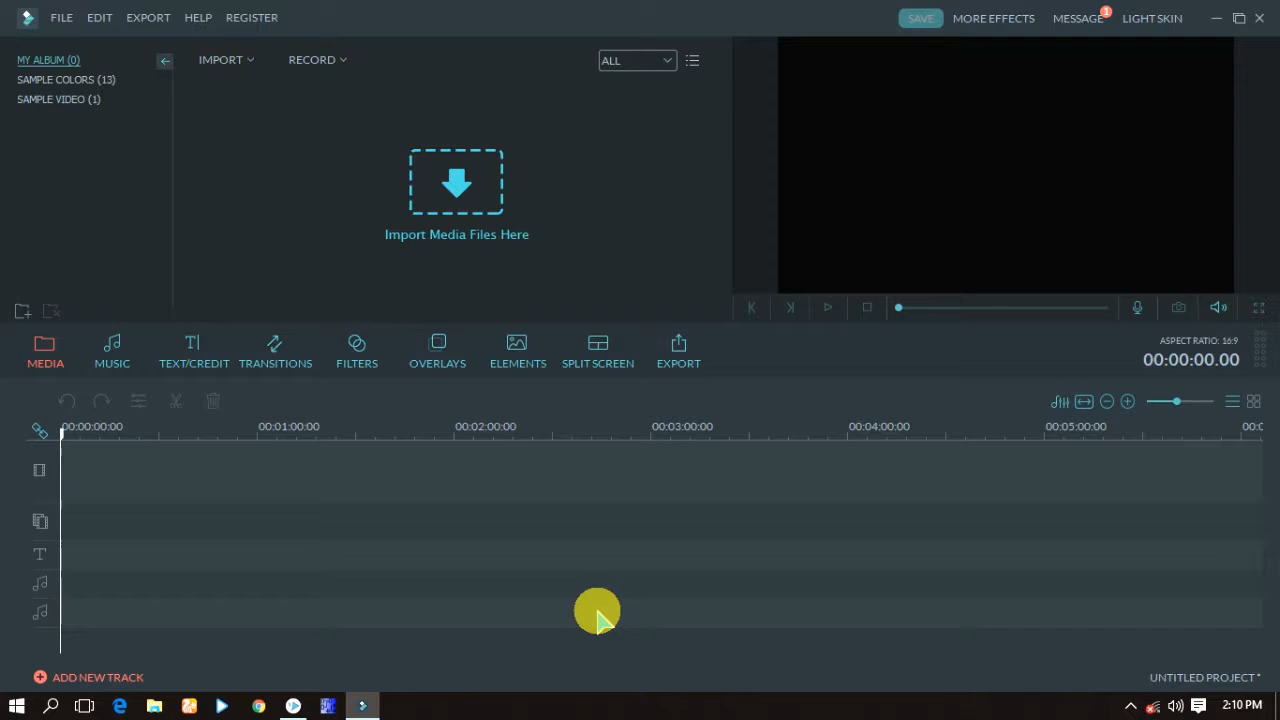 FILE EDIT EXPORT HELP REGISTER SAVE MORE EFFECTS MESSAGE 1 LIGHT SKIN
MY ALBUM (0)
SAMPLE COLORS (13)
SAMPLE VIDEO (1)
IMPORT RECORD ALL
Import Media Files Here
MEDIA MUSIC TEXT/CREDIT TRANSITIONS FILTERS OVERLAYS ELEMENTS SPLIT SCREEN EXPORT
ASPECT RATIO: 16:9
00:00:00.00
00:00:00:00 00:01:00:00 00:02:00:00 00:03:00:00 00:04:00:00 00:05:00:00 00:0
T
ADD NEW TRACK UNTITLED PROJECT*
2:10 PM